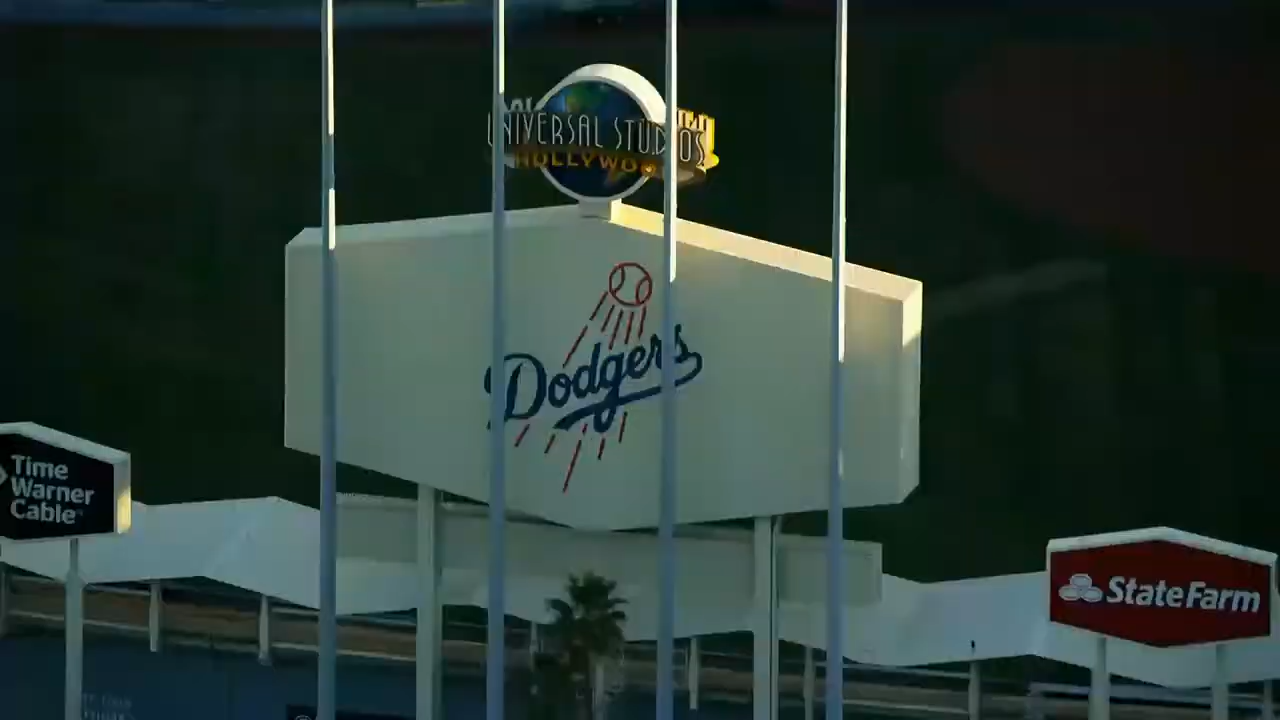 UNIVERSAL STUDIOS
HOLLYWOOD
Dodgers
Time
Warner
Cable
StateFarm